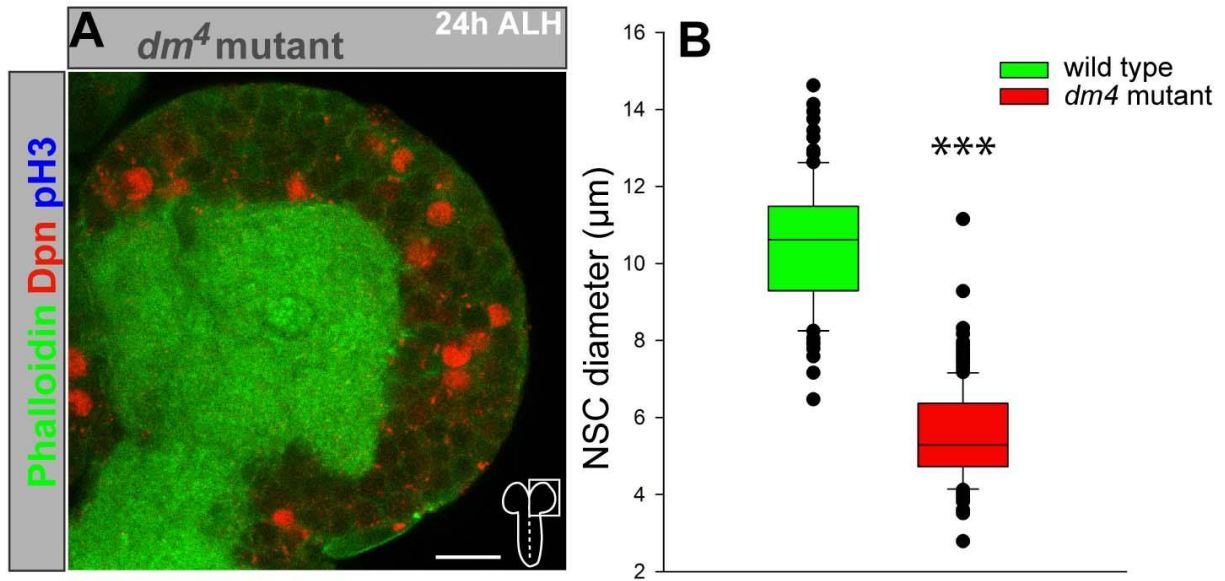 A
dm⁴ mutant
24h ALH
Phalloidin Dpn pH3
B
NSC diameter (µm)
16
14
12
10
8
6
4
2
wild type
dm4 mutant
***